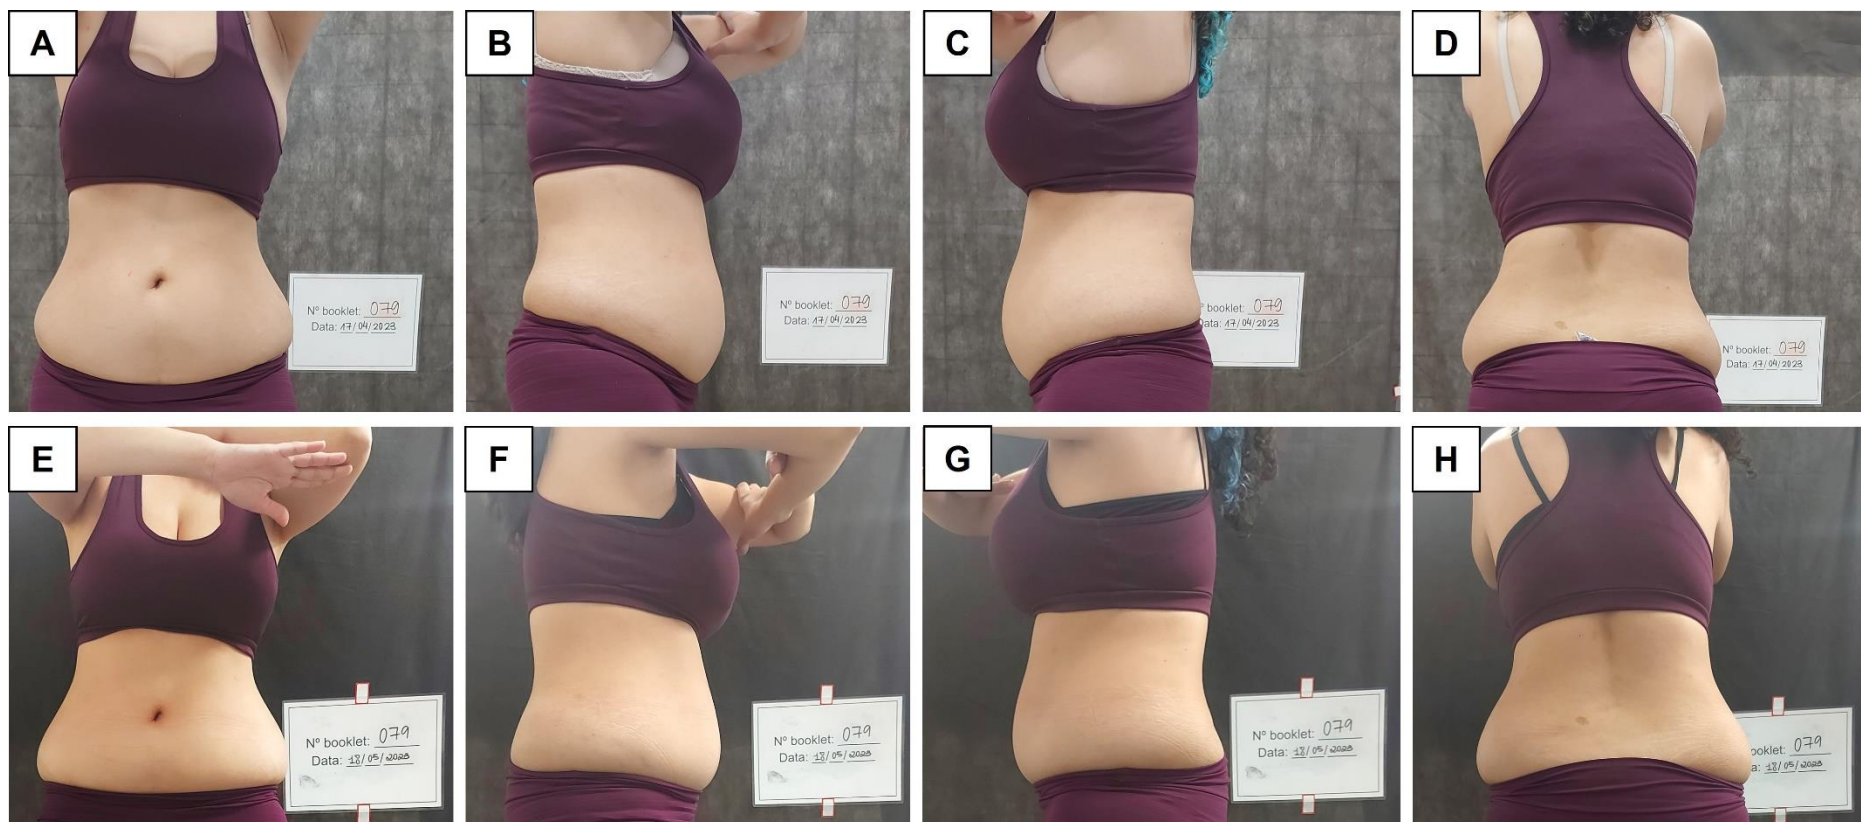 A
B
C
D
Nº booklet: 079
Data: 17/04/2023
Nº booklet: 079
Data: 17/04/2023
º booklet: 079
Data: 17/04/2023
Nº booklet: 079
Data: 17/04/2023
E
F
G
H
Nº booklet: 079
Data: 18/05/2023
Nº booklet: 079
Data: 18/05/2023
Nº booklet: 079
Data: 18/05/2023
ooklet: 079
a: 18/05/2023